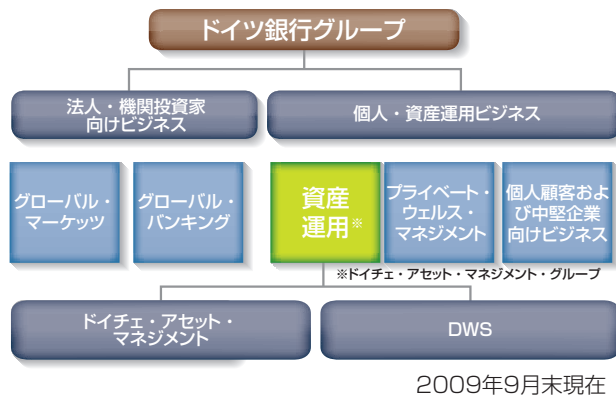 ドイツ銀行グループ
法人・機関投資家
向けビジネス
個人・資産運用ビジネス
グローバル・
マーケッツ
グローバル・
バンキング
資産
運用※
プライベート・
ウェルス・
マネジメント
個人顧客およ
び中堅企業
向けビジネス
※ドイチェ・アセット・マネジメント・グループ
ドイチェ・アセット・
マネジメント
DWS
2009年9月末現在